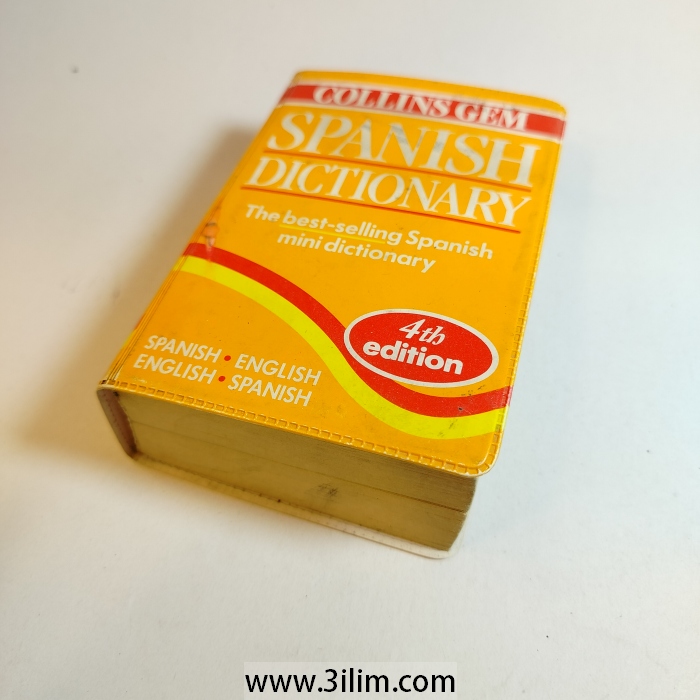 COLLINS GEM
SPANISH
DICTIONARY
The best-selling Spanish
mini dictionary
4th
edition
SPANISH • ENGLISH
ENGLISH • SPANISH
www.3ilim.com